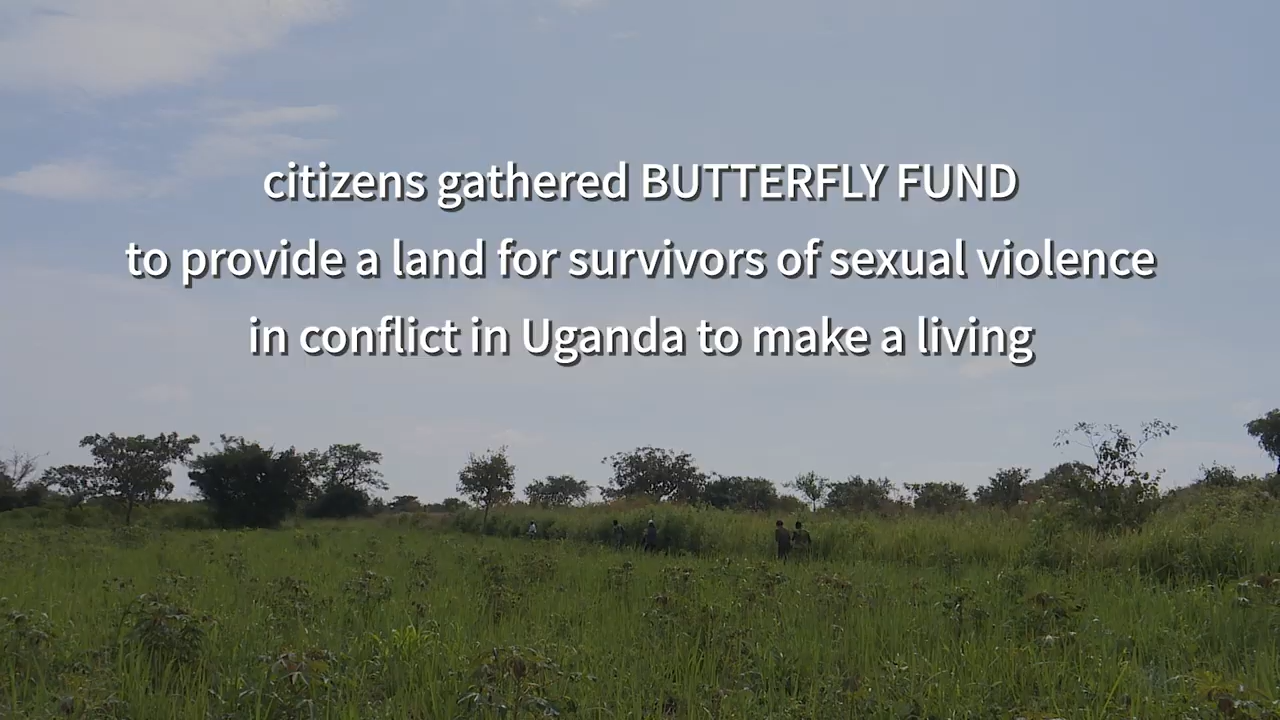 citizens gathered BUTTERFLY FUND
to provide a land for survivors of sexual violence
in conflict in Uganda to make a living